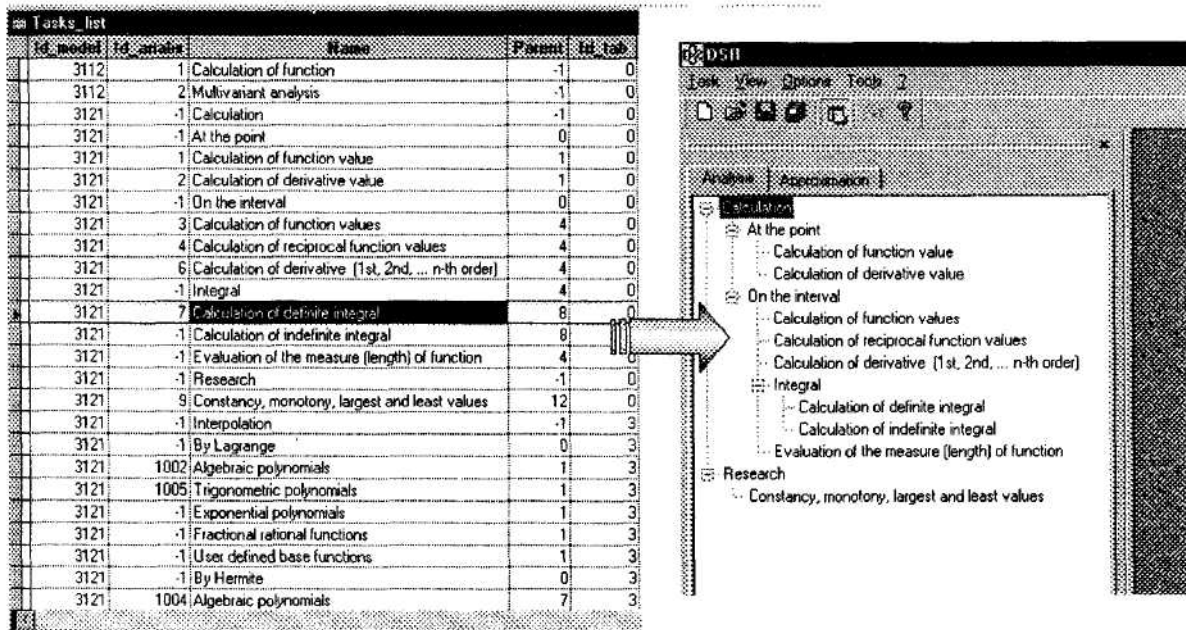 Tasks_list
Id_model Name Parent Id_tab
3112 1 Calculation of function -1 0
3112 2 Multivariant analysis -1 0
3121 -1 Calculation -1 0
3121 -1 At the point 0 0
3121 1 Calculation of function value 1 0
3121 2 Calculation of derivative value 1 0
3121 -1 On the interval 0 0
3121 3 Calculation of function values 4 0
3121 4 Calculation of reciprocal function values 4 0
3121 6 Calculation of derivative (1st, 2nd, ... n-th order) 4 0
3121 -1 Integral 4 0
3121 7 Calculation of definite integral 8 0
3121 -1 Calculation of indefinite integral 8
3121 -1 Evaluation of the measure (length) of function 4 0
3121 -1 Research -1 0
3121 9 Constancy, monotony, largest and least values 12 0
3121 -1 Interpolation -1 3
3121 -1 By Lagrange 0 3
3121 1002 Algebraic polynomials 1 3
3121 1005 Trigonometric polynomials 1 3
3121 -1 Exponential polynomials 1 3
3121 -1 Fractional rational functions 1 3
3121 -1 User defined base functions 1 3
3121 -1 By Hermite 0 3
3121 1004 Algebraic polynomials 7 3
Task View Options Tools ?
Analyse Approximation
Calculation
At the point
Calculation of function value
Calculation of derivative value
On the interval
Calculation of function values
Calculation of reciprocal function values
Calculation of derivative (1st, 2nd, ... n-th order)
Integral
Calculation of definite integral
Calculation of indefinite integral
Evaluation of the measure (length) of function
Research
Constancy, monotony, largest and least values